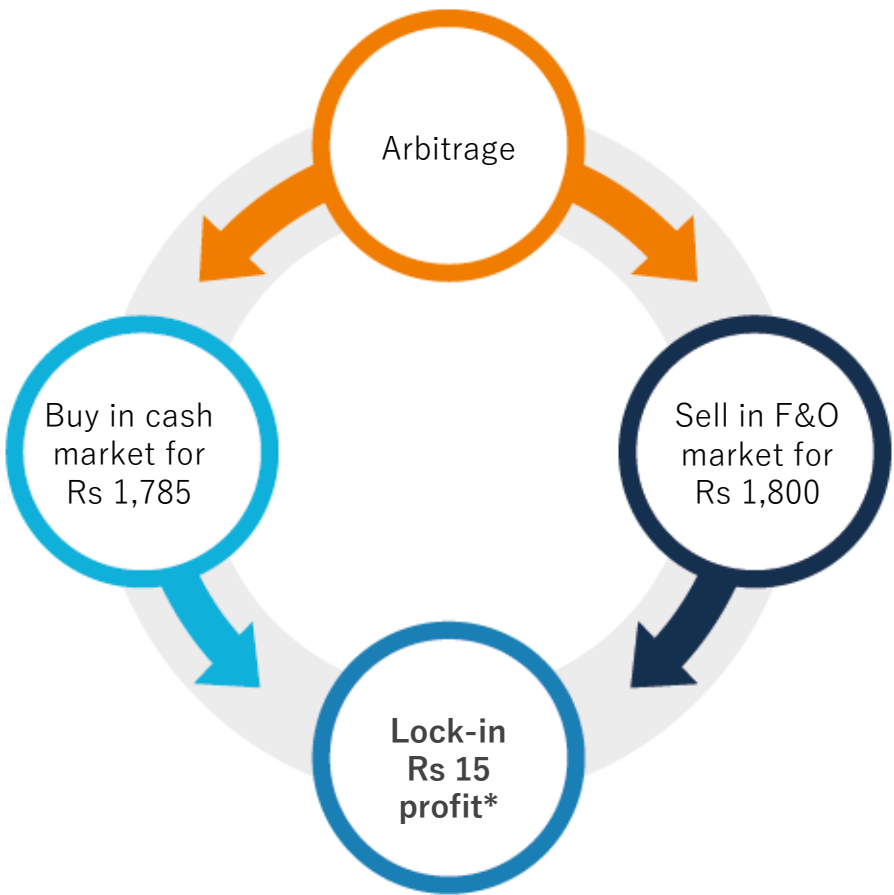 Arbitrage
Buy in cash
market for
Rs 1,785
Sell in F&O
market for
Rs 1,800
Lock-in
Rs 15
profit*